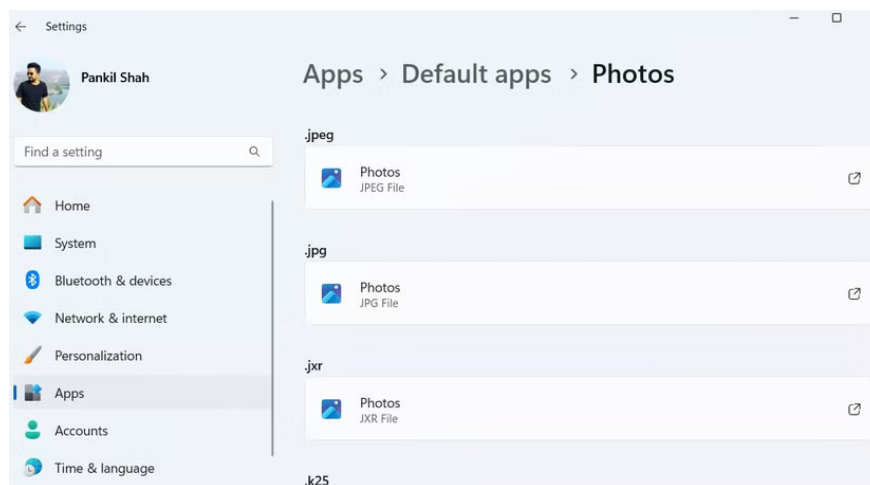 Settings
Pankil Shah
Find a setting
Home
System
Bluetooth & devices
Network & internet
Personalization
Apps
Accounts
Time & language
Apps > Default apps > Photos
.jpeg
Photos
JPEG File
.jpg
Photos
JPG File
.jxr
Photos
JXR File
.k25